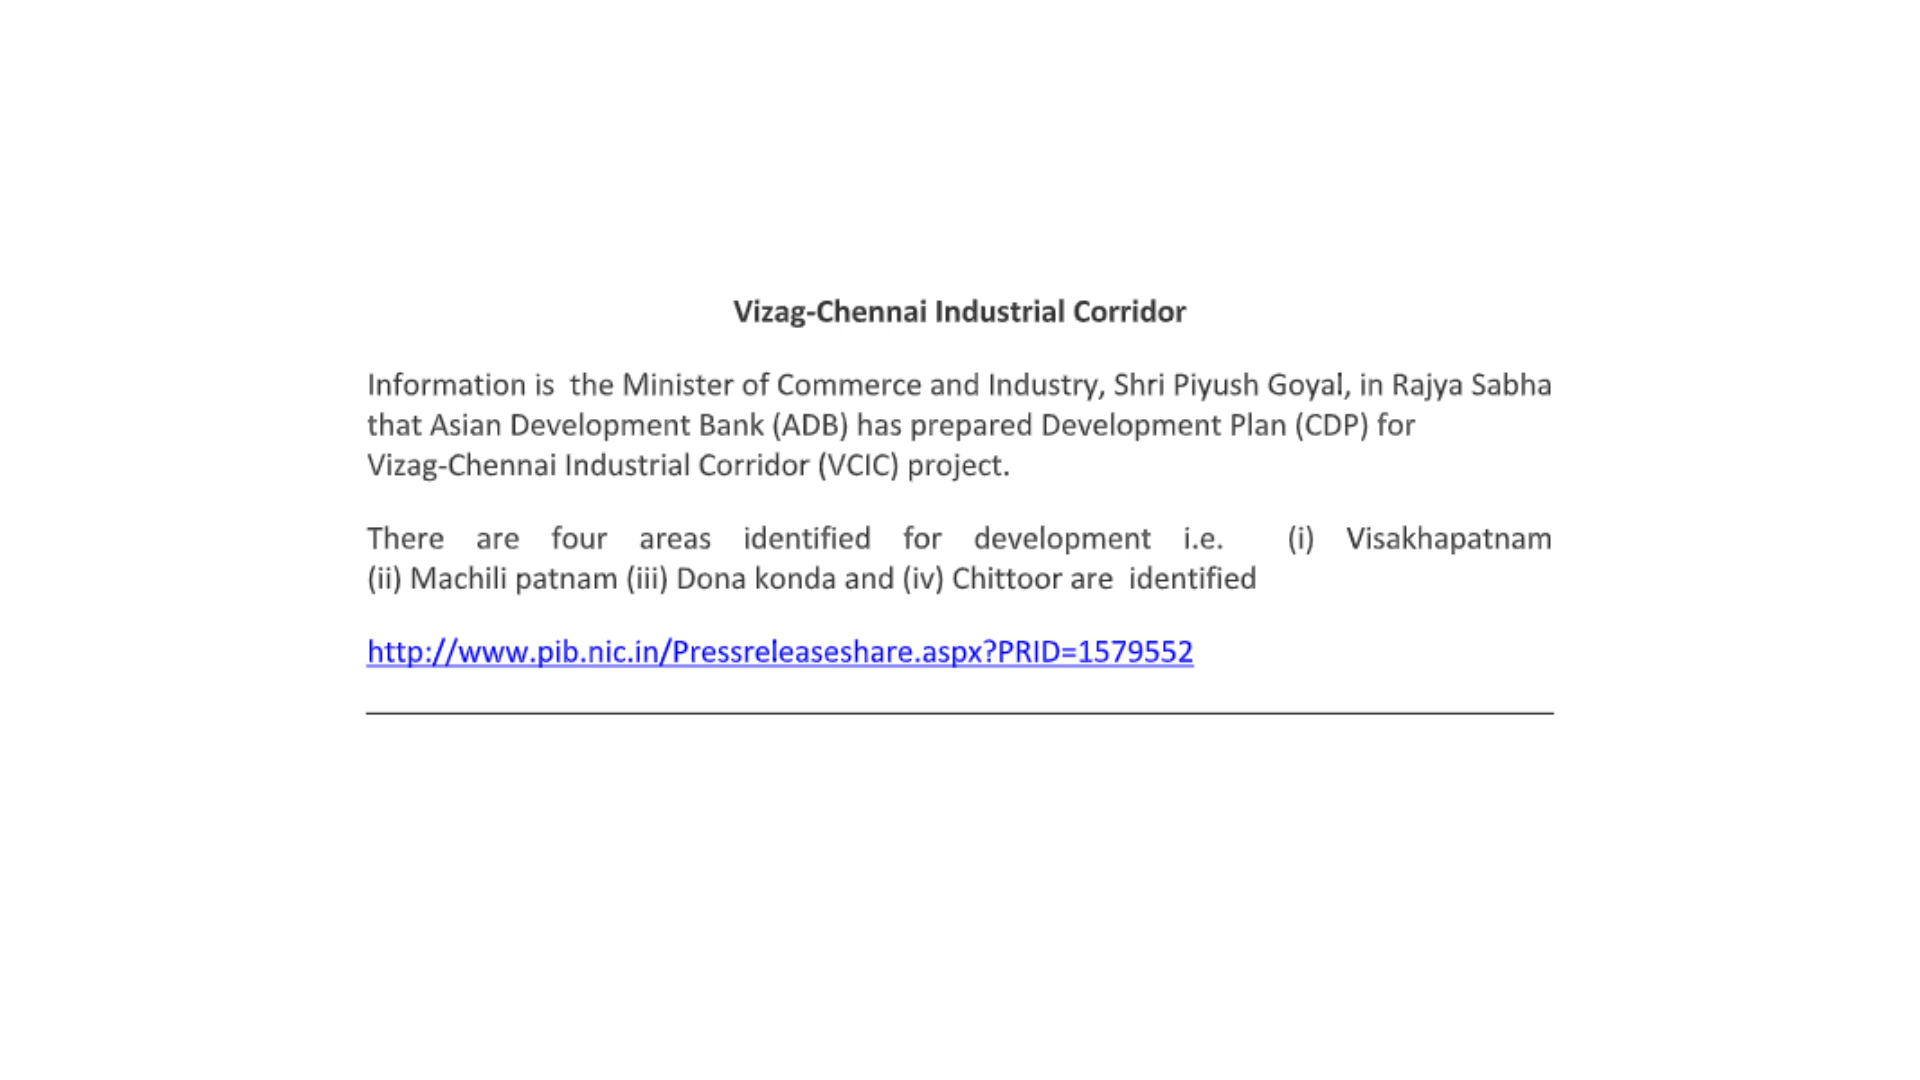 Vizag-Chennai Industrial Corridor
Information is  the Minister of Commerce and Industry, Shri Piyush Goyal, in Rajya Sabha
that Asian Development Bank (ADB) has prepared Development Plan (CDP) for
Vizag-Chennai Industrial Corridor (VCIC) project.
There are four areas identified for development i.e.  (i) Visakhapatnam
(ii) Machili patnam (iii) Dona konda and (iv) Chittoor are  identified
http://www.pib.nic.in/Pressreleaseshare.aspx?PRID=1579552